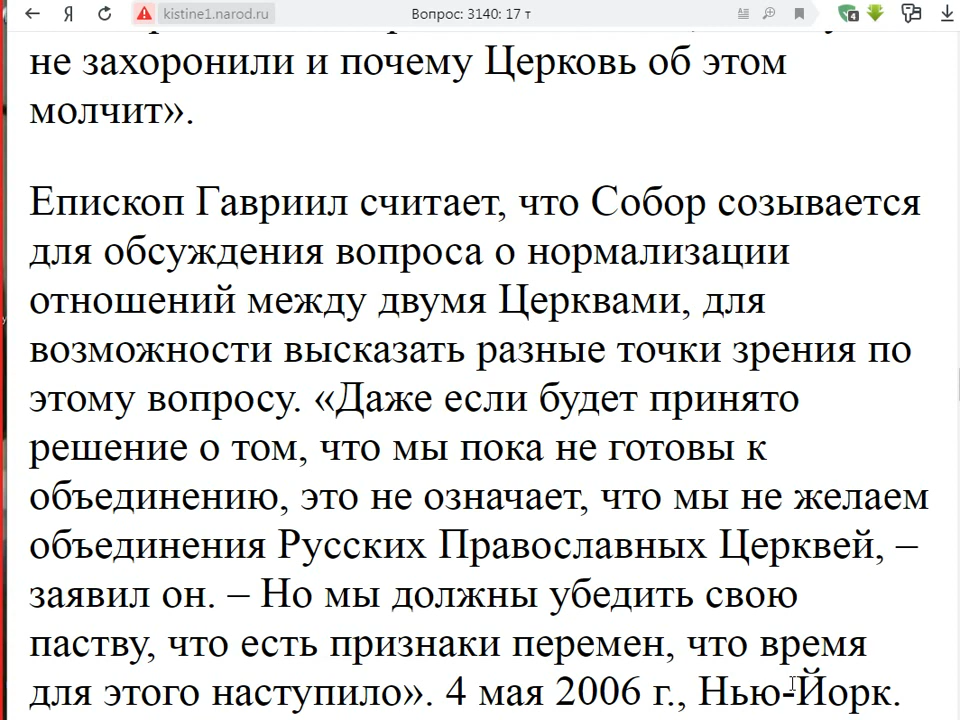 Я kistine1.narod.ru Вопрос: 3140: 17 т 4
не захоронили и почему Церковь об этом
молчит».
Епископ Гавриил считает, что Собор созывается
для обсуждения вопроса о нормализации
отношений между двумя Церквами, для
возможности высказать разные точки зрения по
этому вопросу. «Даже если будет принято
решение о том, что мы пока не готовы к
объединению, это не означает, что мы не желаем
объединения Русских Православных Церквей, –
заявил он. – Но мы должны убедить свою
паству, что есть признаки перемен, что время
для этого наступило». 4 мая 2006 г., Нью-Йорк.